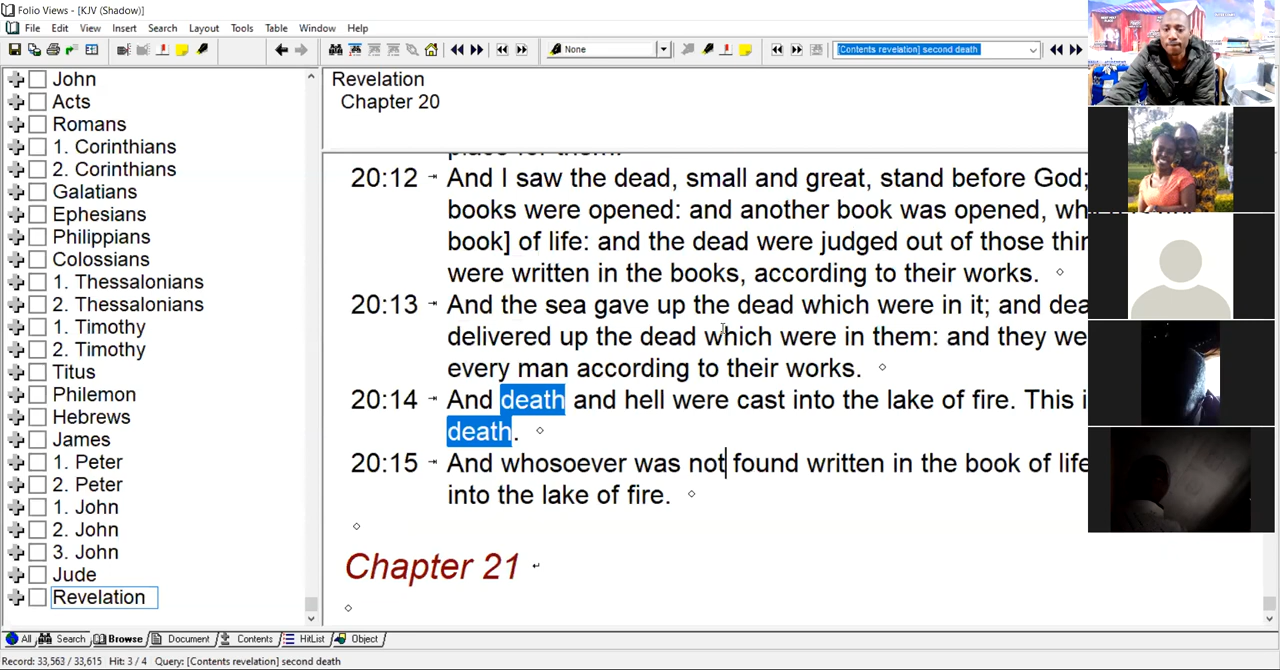 Folio Views - [KJV (Shadow)]
File Edit View Insert Search Layout Tools Table Window Help
None
[Contents revelation] second death
John
Acts
Romans
1. Corinthians
2. Corinthians
Galatians
Ephesians
Philippians
Colossians
1. Thessalonians
2. Thessalonians
1. Timothy
2. Timothy
Titus
Philemon
Hebrews
James
1. Peter
2. Peter
1. John
2. John
3. John
Jude
Revelation
Revelation
Chapter 20
place for them.
20:12 And I saw the dead, small and great, stand before God;
books were opened: and another book was opened, wh
book] of life: and the dead were judged out of those thin
were written in the books, according to their works.
20:13 And the sea gave up the dead which were in it; and dea
delivered up the dead which were in them: and they we
every man according to their works.
20:14 And death and hell were cast into the lake of fire. This i
death.
20:15 And whosoever was not found written in the book of life
into the lake of fire.
Chapter 21
All Search Browse Document Contents HitList Object
Record: 33,563 / 33,615 Hit: 3 / 4 Query: [Contents revelation] second death